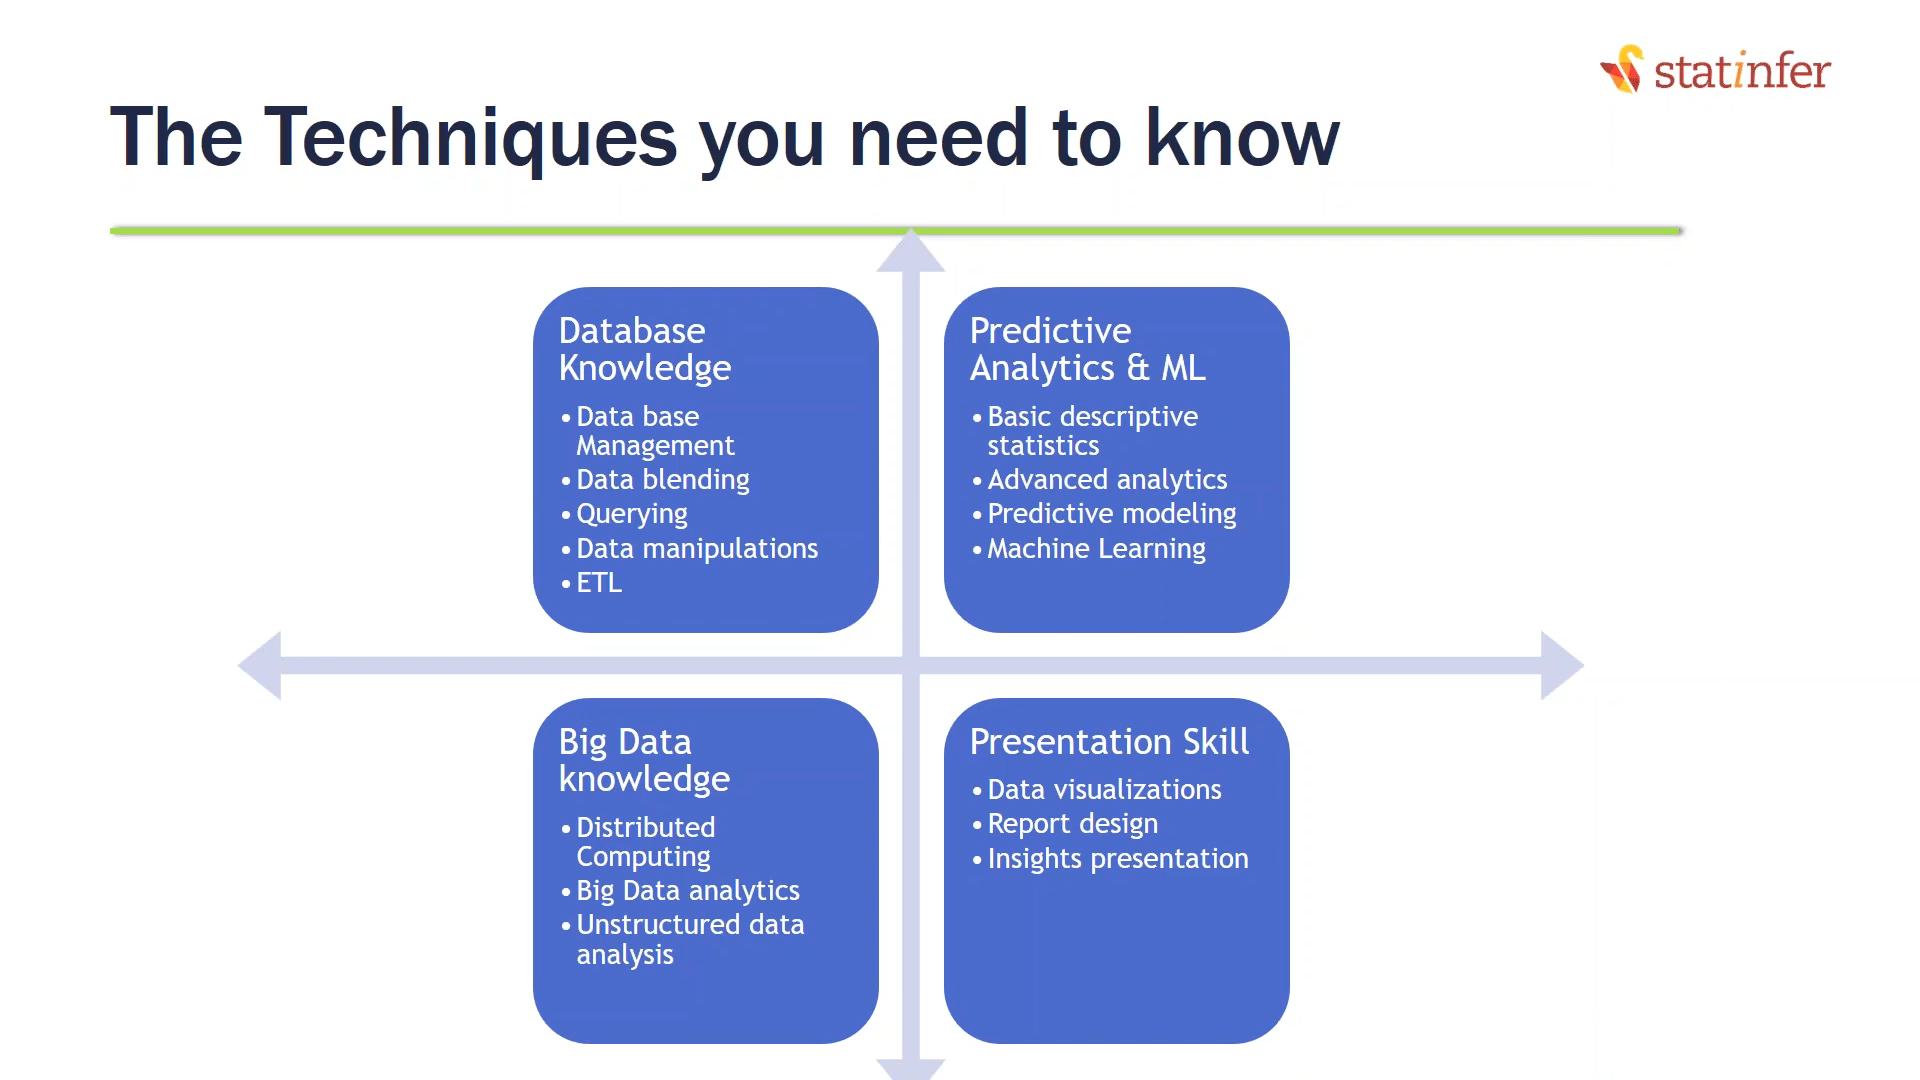 statinfer
The Techniques you need to know
Database
Knowledge
• Data base
Management
• Data blending
• Querying
• Data manipulations
• ETL
Predictive
Analytics & ML
• Basic descriptive
statistics
• Advanced analytics
• Predictive modeling
• Machine Learning
Big Data
knowledge
• Distributed
Computing
• Big Data analytics
• Unstructured data
analysis
Presentation Skill
• Data visualizations
• Report design
• Insights presentation